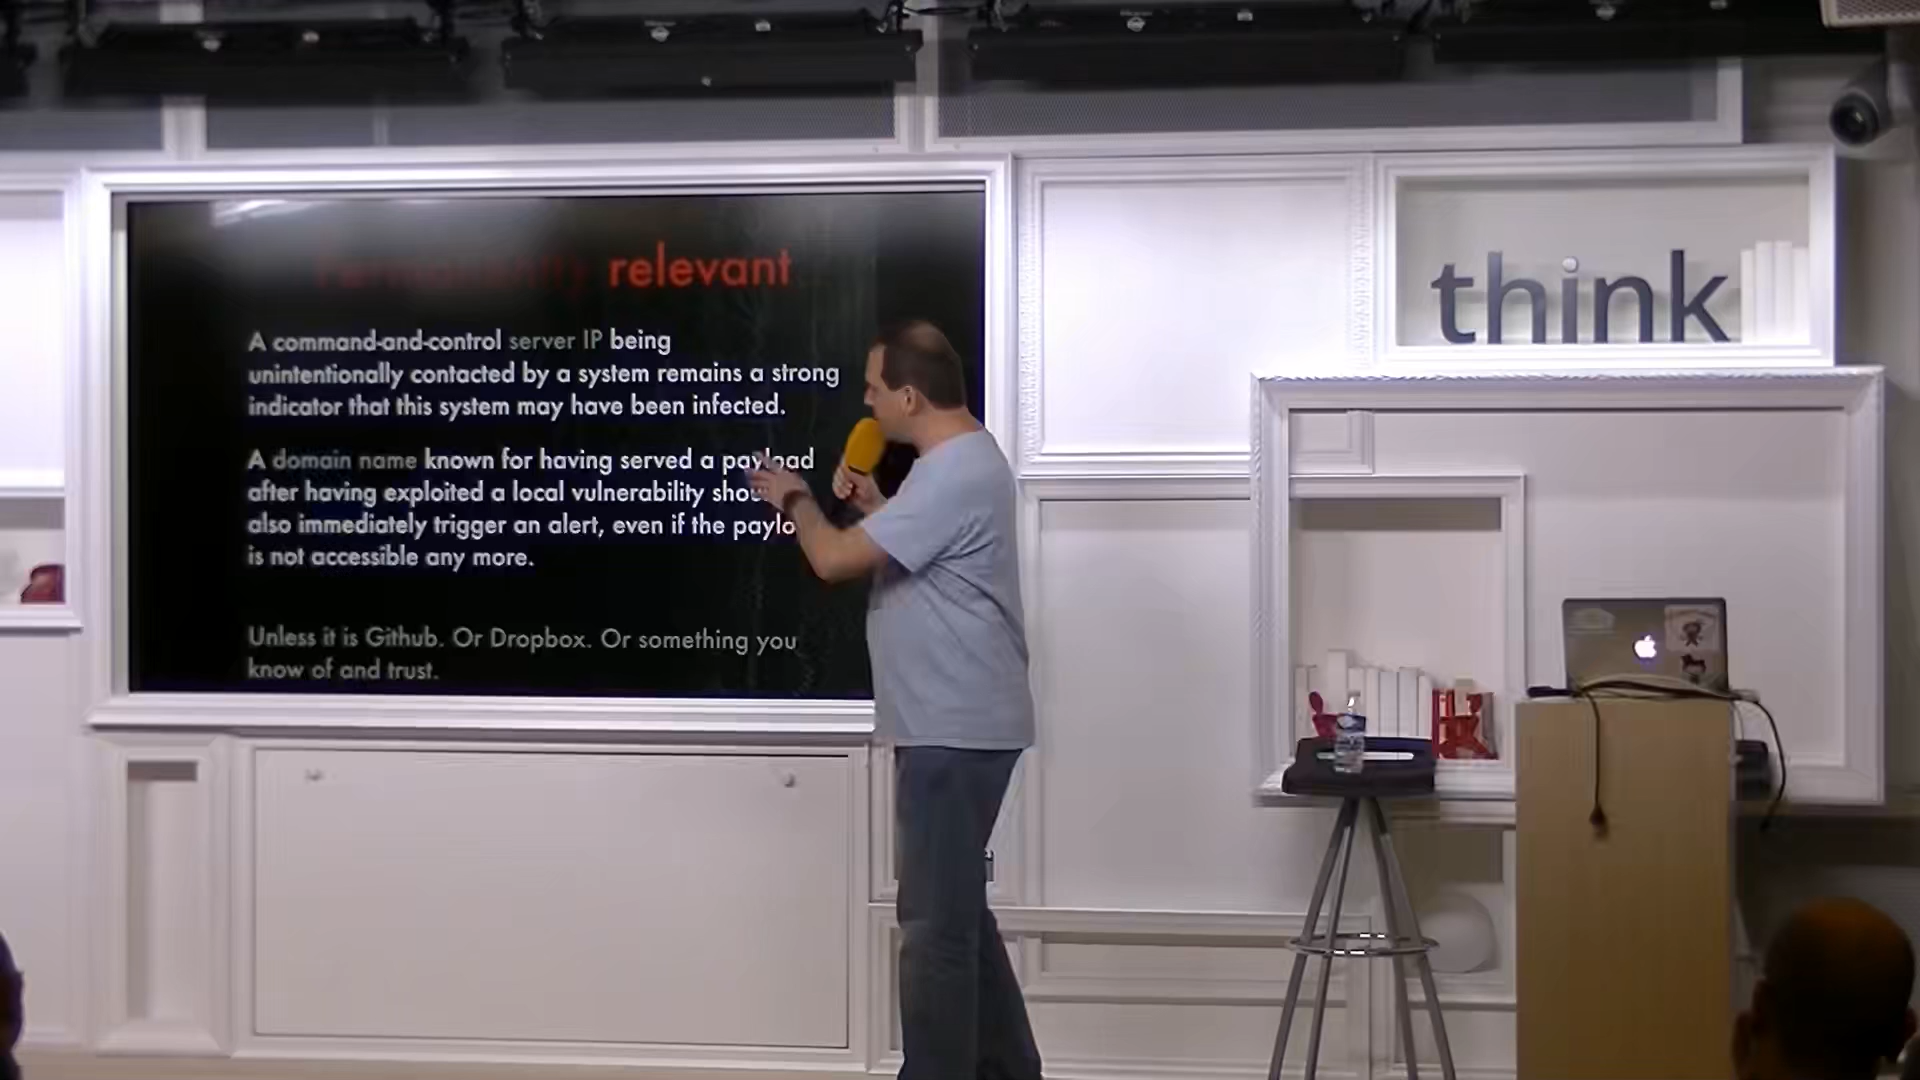 relevant
A command-and-control server IP being
unintentionally contacted by a system remains a strong
indicator that this system may have been infected.
A domain name known for having served a payload
after having exploited a local vulnerability
also immediately trigger an alert, even if the
is not accessible any more.
Unless it is Github. Or Dropbox. Or something you
know of and trust.
think